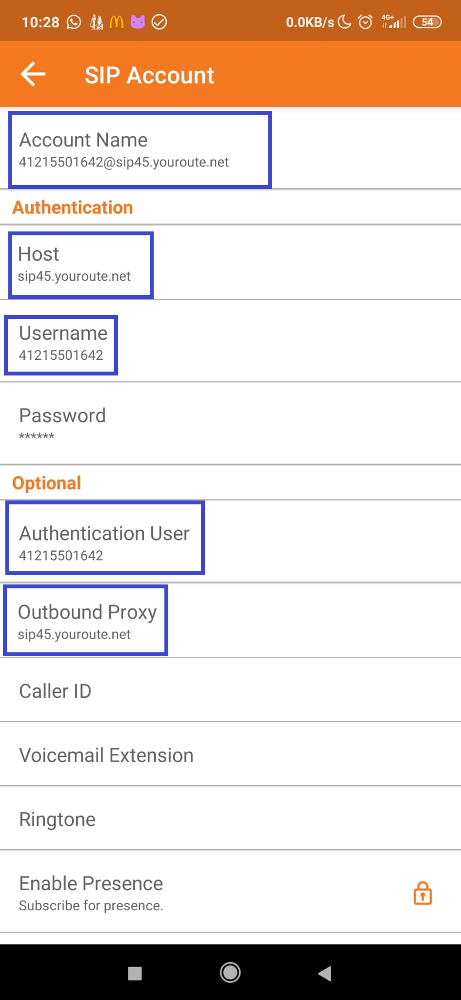 10:28
0.0KB/s 4G+ 54
SIP Account
Account Name
41215501642@sip45.youroute.net
Authentication
Host
sip45.youroute.net
Username
41215501642
Password
******
Optional
Authentication User
41215501642
Outbound Proxy
sip45.youroute.net
Caller ID
Voicemail Extension
Ringtone
Enable Presence
Subscribe for presence.